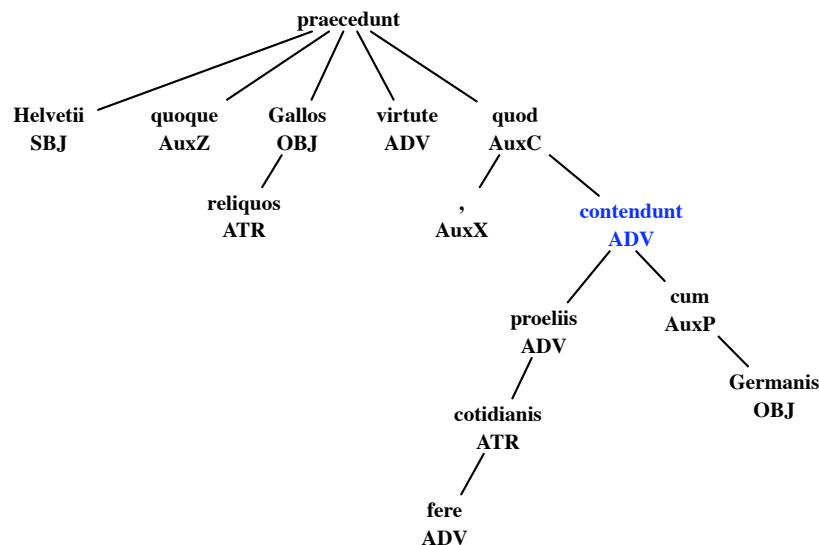 praecedunt
Helvetii quoque Gallos virtute quod
SBJ AuxZ OBJ ADV AuxC
reliquos , contendunt
ATR AuxX ADV
proeliis cum
ADV AuxP
Germanis
OBJ
cotidianis
ATR
fere
ADV